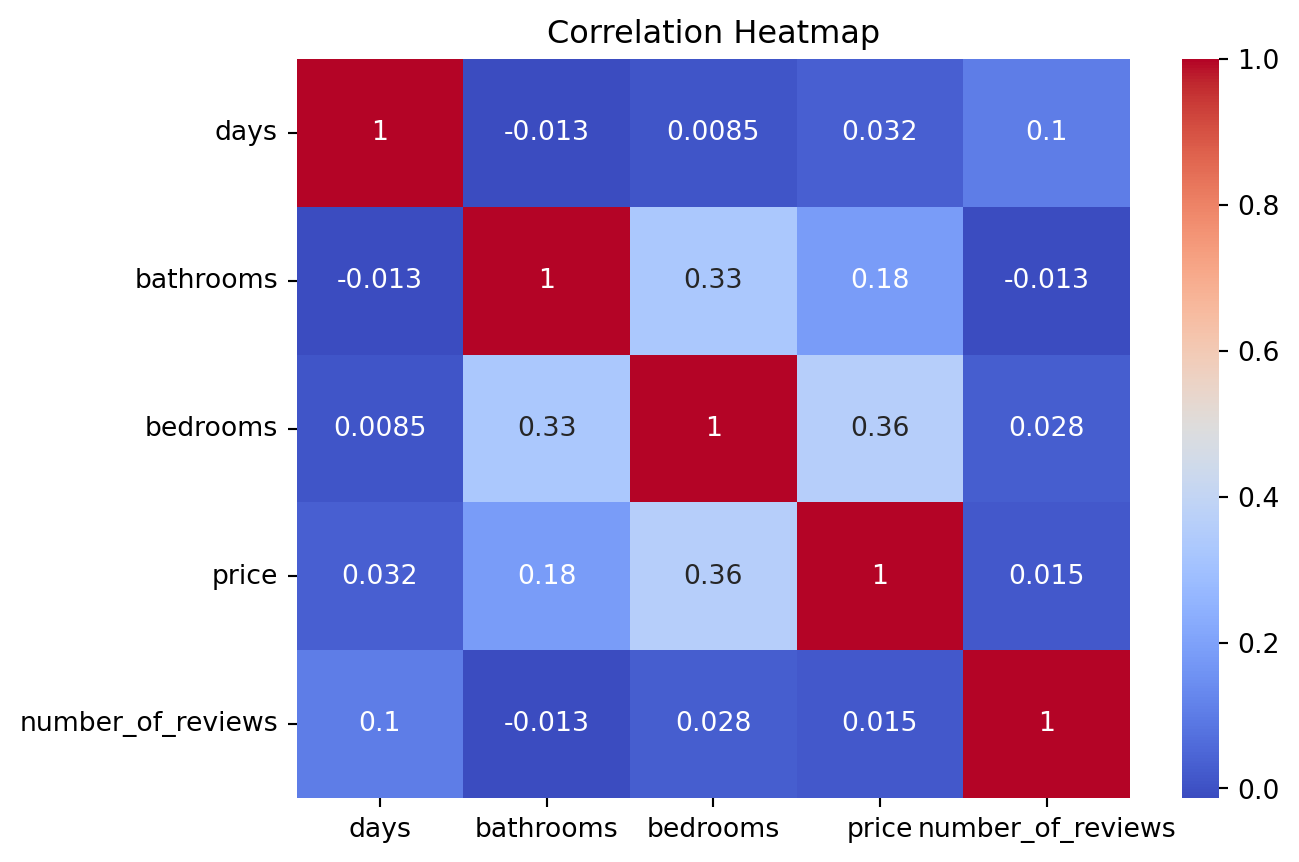 Correlation Heatmap
days 1 -0.013 0.0085 0.032 0.1
bathrooms -0.013 1 0.33 0.18 -0.013
bedrooms 0.0085 0.33 1 0.36 0.028
price 0.032 0.18 0.36 1 0.015
number_of_reviews 0.1 -0.013 0.028 0.015 1
days bathrooms bedrooms price number_of_reviews
1.0
0.8
0.6
0.4
0.2
0.0